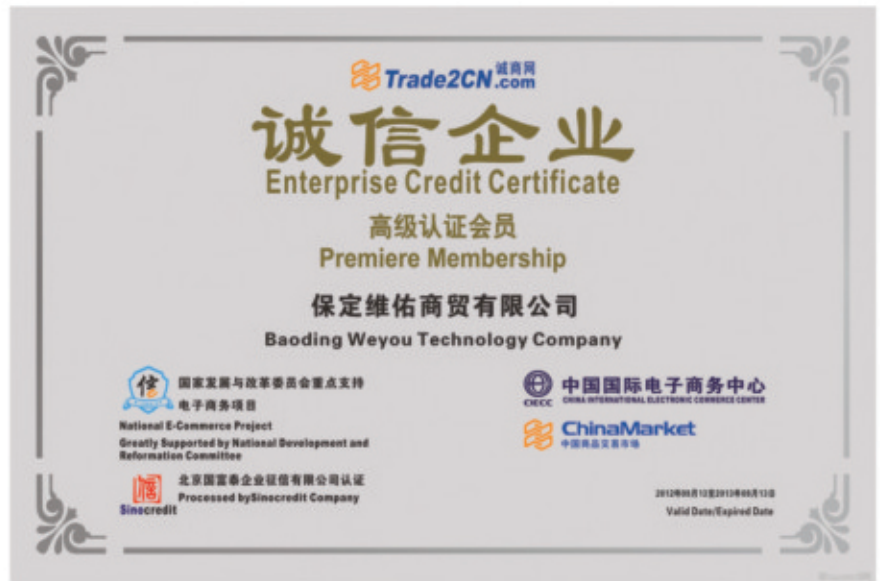 Trade2CN.com 诚商网
诚信企业
Enterprise Credit Certificate
高级认证会员
Premiere Membership
保定维佑商贸有限公司
Baoding Weyou Technology Company
信
国家发展与改革委员会重点支持
电子商务项目
National E-Commerce Project
Greatly Supported by National Development and
Reformation Committee
信
Sinocredit
北京国富泰企业征信有限公司认证
Processed bySinocredit Company
CIECC
中国国际电子商务中心
CHINA INTERNATIONAL ELECTRONIC COMMERCE CENTER
ChinaMarket
中国商品交易市场
Valid Date/Expired Date